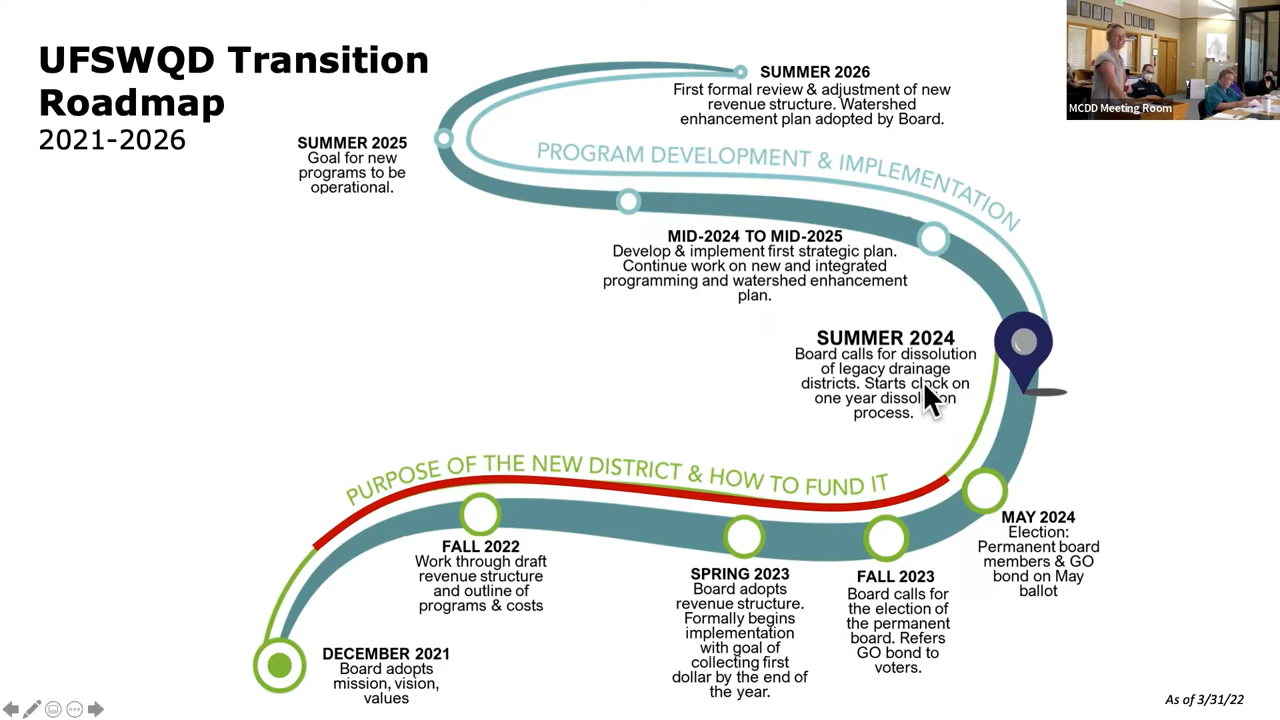 UFSWQD Transition
Roadmap
2021-2026
MCDD Meeting Room
SUMMER 2026
First formal review & adjustment of new
revenue structure. Watershed
enhancement plan adopted by Board.
SUMMER 2025
Goal for new
programs to be
operational.
PROGRAM DEVELOPMENT & IMPLEMENTATION
MID-2024 TO MID-2025
Develop & implement first strategic plan.
Continue work on new and integrated
programming and watershed enhancement
plan.
SUMMER 2024
Board calls for dissolution
of legacy drainage
districts. Starts clock on
one year dissolution
process.
PURPOSE OF THE NEW DISTRICT & HOW TO FUND IT
MAY 2024
Election:
Permanent board
members & GO
bond on May
ballot
FALL 2022
Work through draft
revenue structure
and outline of
programs & costs
SPRING 2023
Board adopts
revenue structure.
Formally begins
implementation
with goal of
collecting first
dollar by the end of
the year.
FALL 2023
Board calls for
the election of
the permanent
board. Refers
GO bond to
voters.
DECEMBER 2021
Board adopts
mission, vision,
values
As of 3/31/22